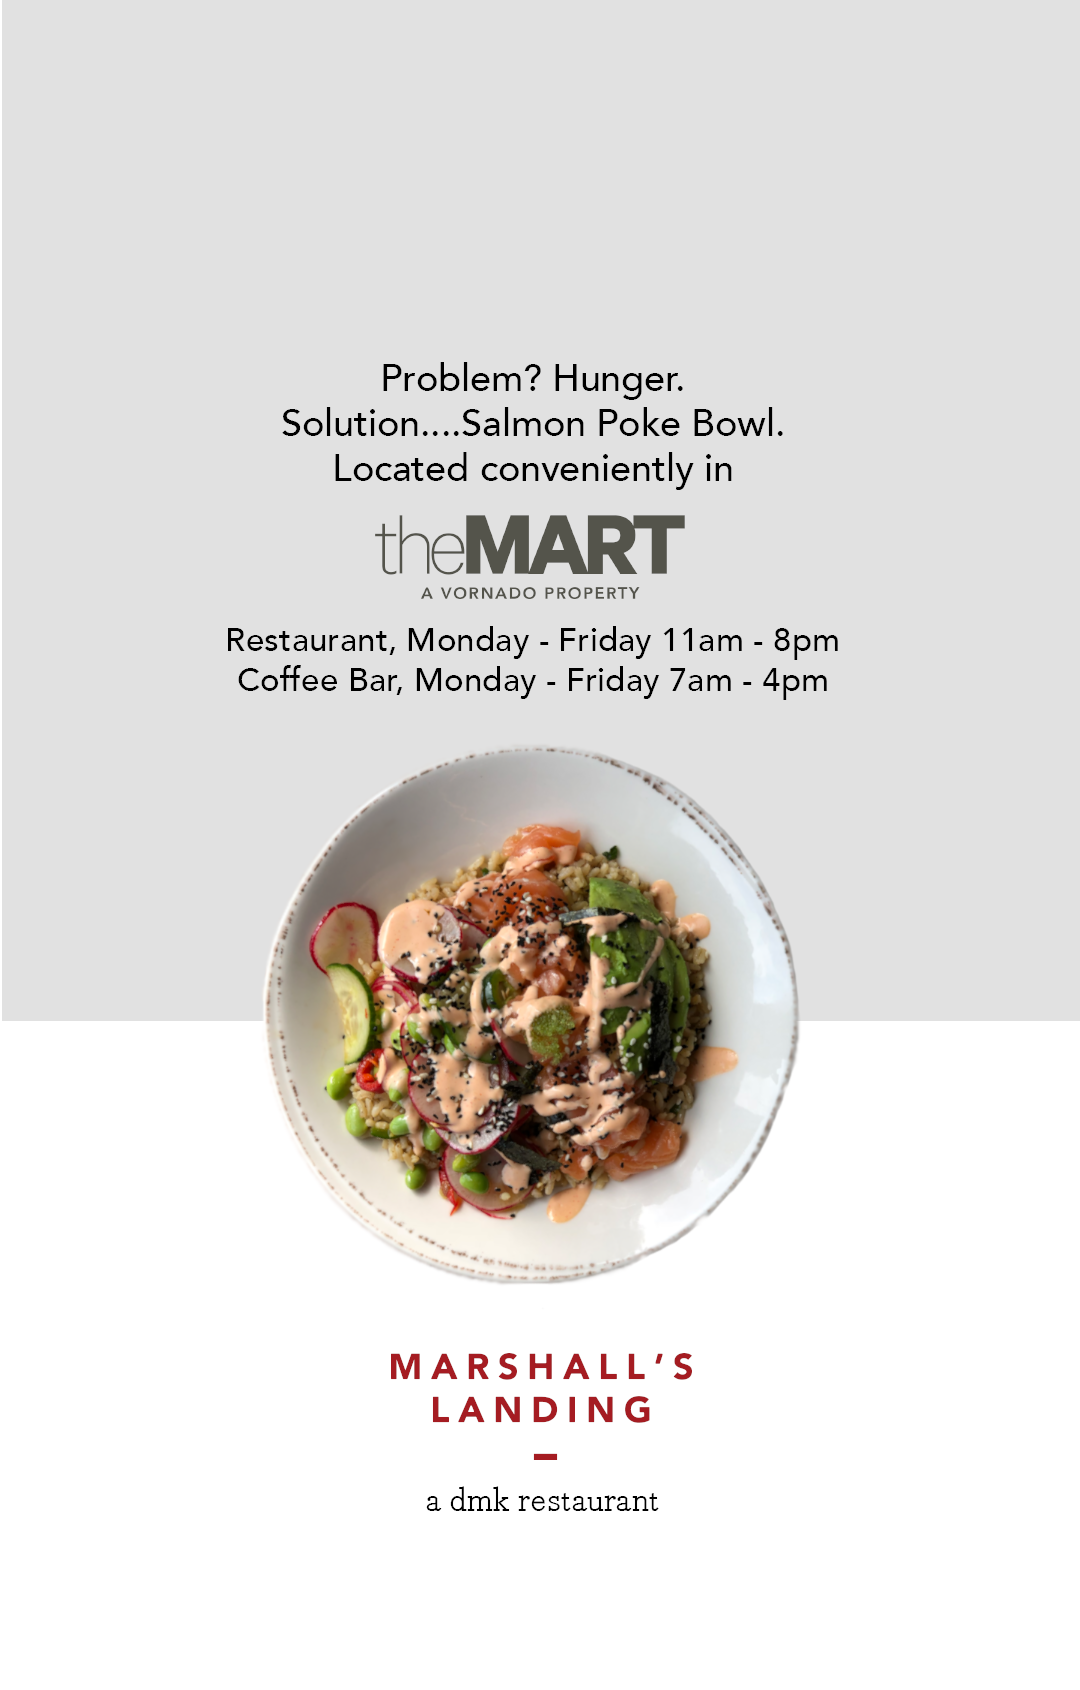 Problem? Hunger.
Solution....Salmon Poke Bowl.
Located conveniently in
theMART
A VORNADO PROPERTY
Restaurant, Monday - Friday 11am - 8pm
Coffee Bar, Monday - Friday 7am - 4pm
MARSHALL'S
LANDING
a dmk restaurant